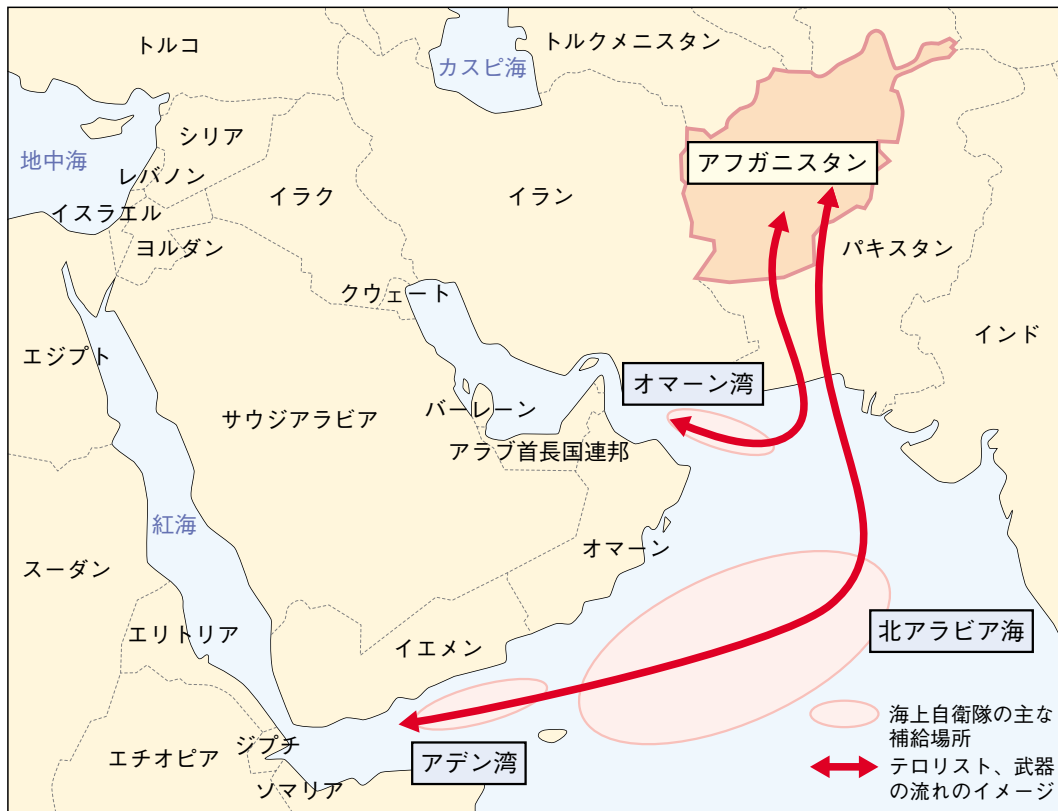 トルコ
トルクメニスタン
カスピ海
シリア
地中海
レバノン
アフガニスタン
イラク
イラン
イスラエル
ヨルダン
パキスタン
クウェート
インド
エジプト
オマーン湾
サウジアラビア
バーレーン
アラブ首長国連邦
紅海
オマーン
スーダン
エリトリア
北アラビア海
イエメン
海上自衛隊の主な
補給場所
ジプチ
エチオピア
アデン湾
テロリスト、武器
の流れのイメージ
ソマリア